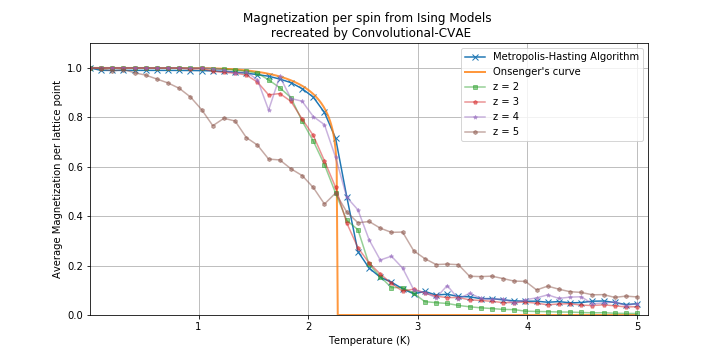 Magnetization per spin from Ising Models
recreated by Convolutional-CVAE
Average Magnetization per lattice point
1.0
0.8
0.6
0.4
0.2
0.0
Metropolis-Hasting Algorithm
Onsenger's curve
z = 2
z = 3
z = 4
z = 5
1
2
3
4
5
Temperature (K)